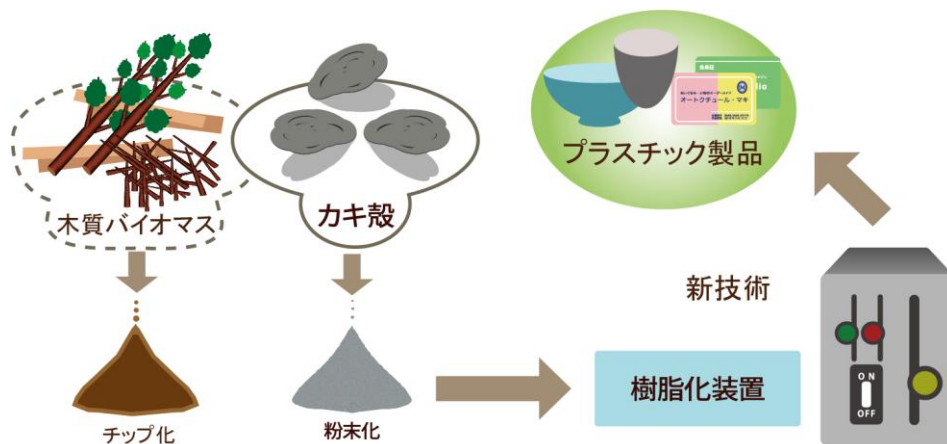 木質バイオマス
カキ殻
チップ化
粉末化
樹脂化装置
新技術
ON
OFF
オートクチュール・マキ
プラスチック製品